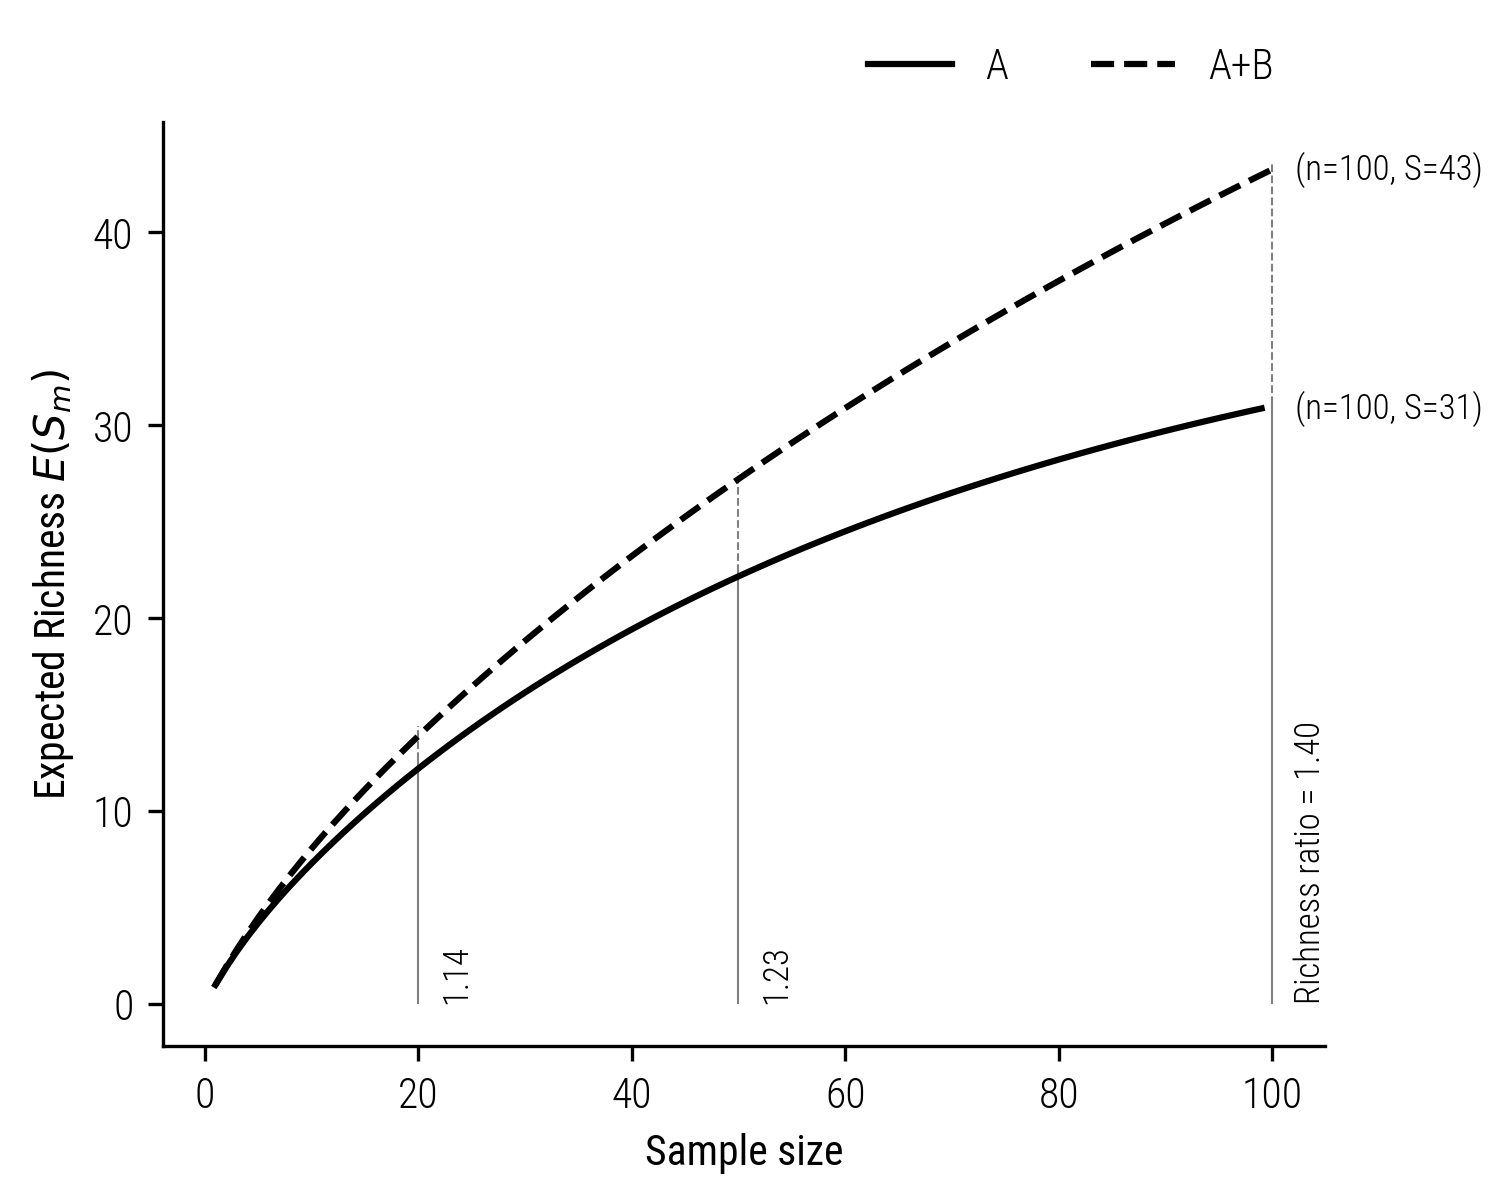 A
A+B
(n=100, S=43)
(n=100, S=31)
Expected Richness E(Sₘ)
40
30
20
10
0
1.14
1.23
Richness ratio = 1.40
0
20
40
60
80
100
Sample size